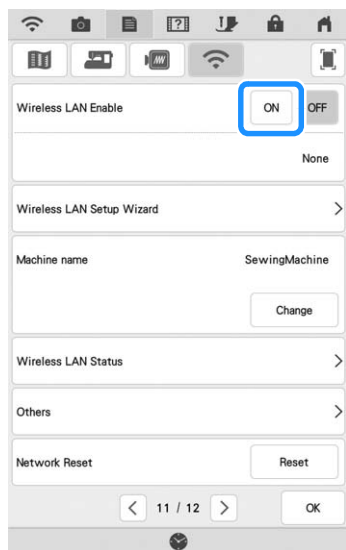 Wireless LAN Enable ON OFF
None
Wireless LAN Setup Wizard
Machine name SewingMachine
Change
Wireless LAN Status
Others
Network Reset Reset
11 / 12 OK